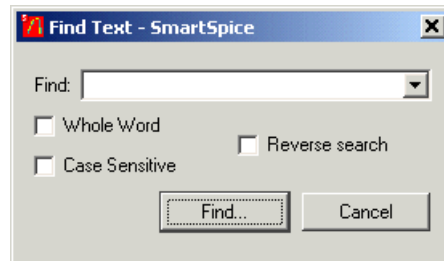 Find Text - SmartSpice
Find:
Whole Word
Reverse search
Case Sensitive
Find...
Cancel